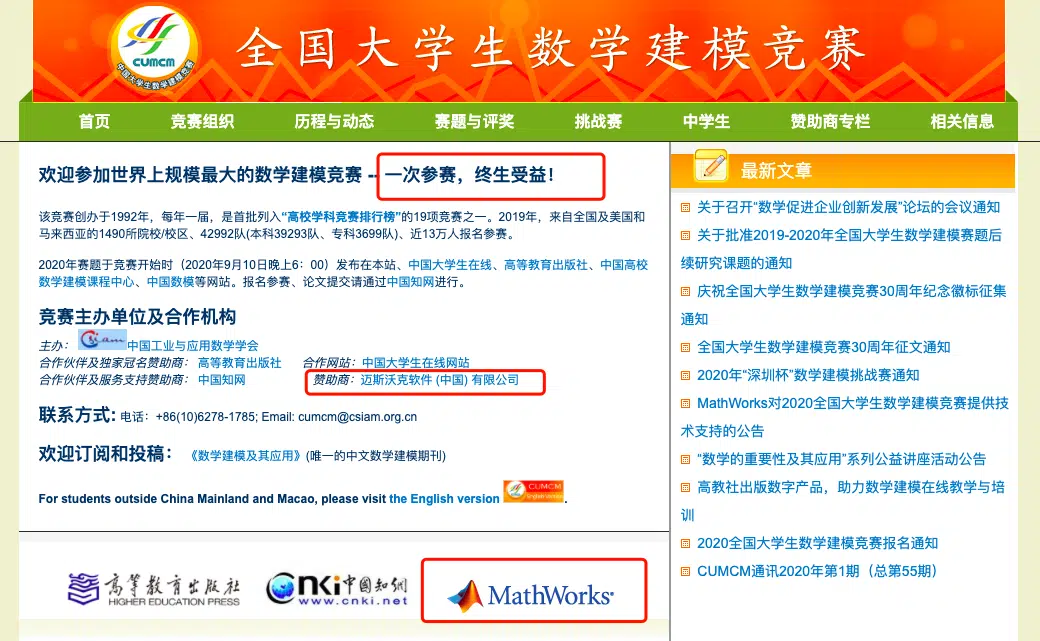 CUMCM
中国大学生数学建模竞赛
全国大学生数学建模竞赛
首页 竞赛组织 历程与动态 赛题与评奖 挑战赛 中学生 赞助商专栏 相关信息
欢迎参加世界上规模最大的数学建模竞赛 -- 一次参赛，终生受益！
该竞赛创办于1992年，每年一届，是首批列入“高校学科竞赛排行榜”的19项竞赛之一。2019年，来自全国及美国和
马来西亚的1490所院校/校区、42992队(本科39293队、专科3699队)、近13万人报名参赛。
2020年赛题于竞赛开始时（2020年9月10日晚上6：00）发布在本站、中国大学生在线、高等教育出版社、中国高校
数学建模课程中心、中国数模等网站。报名参赛、论文提交请通过中国知网进行。
竞赛主办单位及合作机构
主办： Csiam 中国工业与应用数学学会
合作伙伴及独家冠名赞助商： 高等教育出版社 合作网站：中国大学生在线网站
合作伙伴及服务支持赞助商： 中国知网 赞助商：迈斯沃克软件 (中国) 有限公司
联系方式: 电话：+86(10)6278-1785; Email: cumcm@csiam.org.cn
欢迎订阅和投稿： 《数学建模及其应用》(唯一的中文数学建模期刊)
For students outside China Mainland and Macao, please visit the English version CUMCM English Version .
高等教育出版社
HIGHER EDUCATION PRESS
Cnki中国知网
www.cnki.net
MathWorks®
最新文章
关于召开“数学促进企业创新发展”论坛的会议通知
关于批准2019-2020年全国大学生数学建模赛题后
续研究课题的通知
庆祝全国大学生数学建模竞赛30周年纪念徽标征集
通知
全国大学生数学建模竞赛30周年征文通知
2020年“深圳杯”数学建模挑战赛通知
MathWorks对2020全国大学生数学建模竞赛提供技
术支持的公告
“数学的重要性及其应用”系列公益讲座活动公告
高教社出版数字产品，助力数学建模在线教学与培
训
2020全国大学生数学建模竞赛报名通知
CUMCM通讯2020年第1期（总第55期）